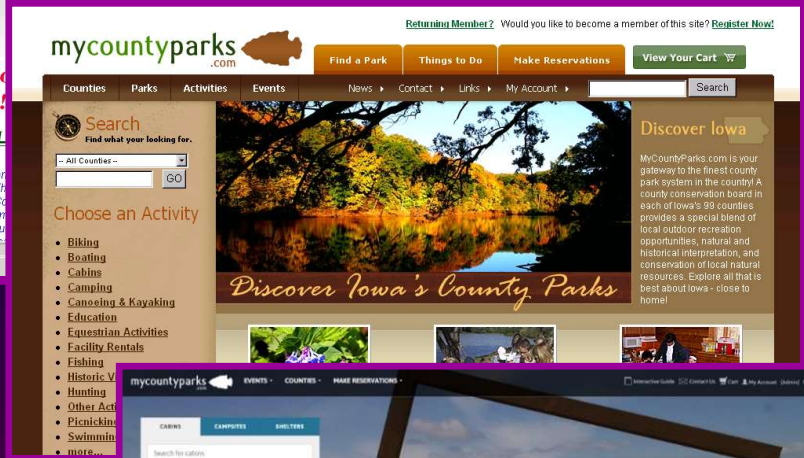 Returning Member? Would you like to become a member of this site? Register Now!
mycountyparks
.com
Find a Park
Things to Do
Make Reservations
View Your Cart
Counties
Parks
Activities
Events
News
Contact
Links
My Account
Search
Search
Find what your looking for.
-- All Counties --
GO
Choose an Activity
Biking
Boating
Cabins
Camping
Canoeing & Kayaking
Education
Equestrian Activities
Facility Rentals
Fishing
Historic V
Hunting
Other Acti
Picnicking
Swimmin
more...
Discover Iowa's County Parks
Discover Iowa
MyCountyParks.com is your
gateway to the finest county
park system in the country! A
county conservation board in
each of Iowa's 99 counties
provides a special blend of
local outdoor recreation
opportunities, natural and
historical interpretation, and
conservation of local natural
resources. Explore all that is
best about Iowa - close to
home!
mycountyparks
.com
EVENTS
COUNTIES
MAKE RESERVATIONS
Interactive Guide
Contact Us
Cart
My Account (Admin)
CABINS
CAMPSITES
SHELTERS
Search for cabins